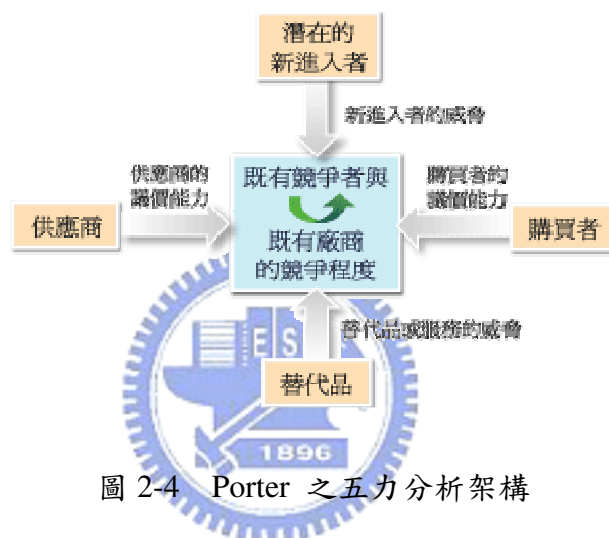 潛在的
新進入者
新進入者的威脅
供應商的
議價能力
既有競爭者與
購買者的
議價能力
供應商
既有廠商
的競爭程度
購買者
替代品或服務的威脅
ES
替代品
1896
圖 2-4 Porter 之五力分析架構